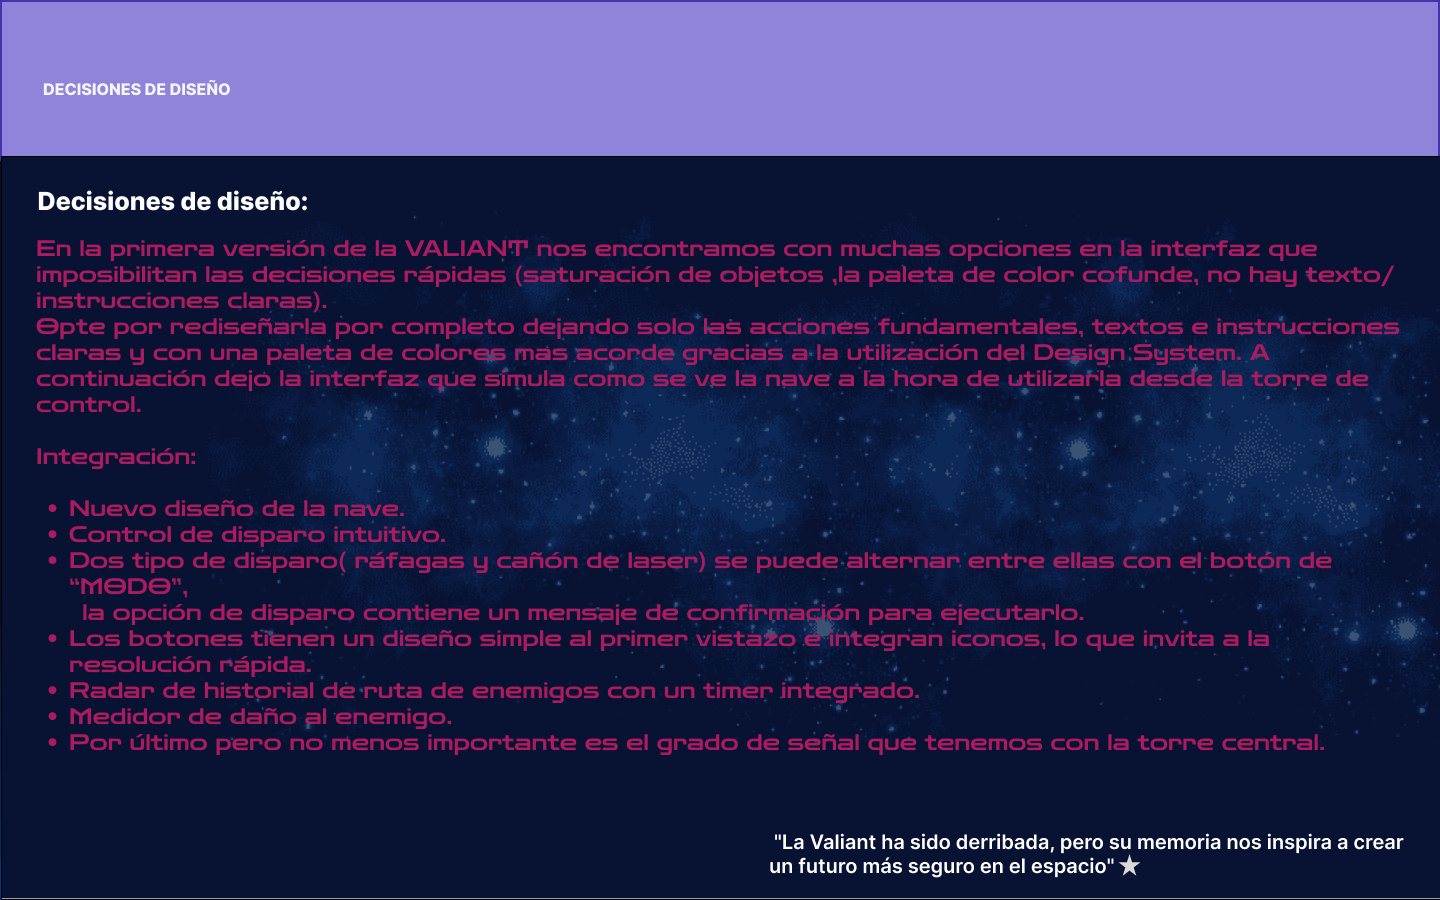 DECISIONES DE DISEÑO
Decisiones de diseño:
En la primera versión de la VALIANT nos encontramos con muchas opciones en la interfaz que
imposibilitan las decisiones rápidas (saturación de objetos ,la paleta de color cofunde, no hay texto/
instrucciones claras).
Opte por rediseñarla por completo dejando solo las acciones fundamentales, textos e instrucciones
claras y con una paleta de colores mas acorde gracias a la utilización del Design System. A
continuación dejo la interfaz que simula como se ve la nave a la hora de utilizarla desde la torre de
control.
Integración:
• Nuevo diseño de la nave.
• Control de disparo intuitivo.
• Dos tipo de disparo( ráfagas y cañón de laser) se puede alternar entre ellas con el botón de
“MODO”,
la opción de disparo contiene un mensaje de confirmación para ejecutarlo.
• Los botones tienen un diseño simple al primer vistazo e integran iconos, lo que invita a la
resolución rápida.
• Radar de historial de ruta de enemigos con un timer integrado.
• Medidor de daño al enemigo.
• Por último pero no menos importante es el grado de señal que tenemos con la torre central.
"La Valiant ha sido derribada, pero su memoria nos inspira a crear
un futuro más seguro en el espacio" ★